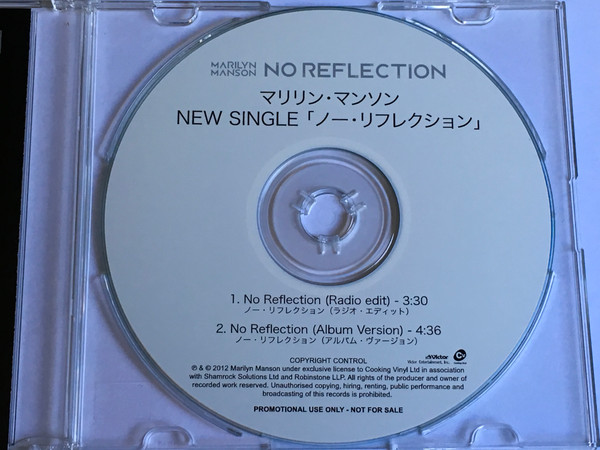 MARILYN MANSON NO REFLECTION
マリリン・マンソン
NEW SINGLE「ノー・リフレクション」
1. No Reflection (Radio edit) - 3:30
ノー・リフレクション（ラジオ・エディット）
2. No Reflection (Album Version) - 4:36
ノー・リフレクション（アルバム・ヴァージョン）
COPYRIGHT CONTROL
Victor
Victor Entertainment, Inc.
℗ & © 2012 Marilyn Manson under exclusive license to Cooking Vinyl Ltd in association
with Shamrock Solutions Ltd and Robinstone LLP. All rights of the producer and owner of
recorded work reserved. Unauthorised copying, hiring, renting, public performance and
broadcasting of this records is prohibited.
PROMOTIONAL USE ONLY - NOT FOR SALE